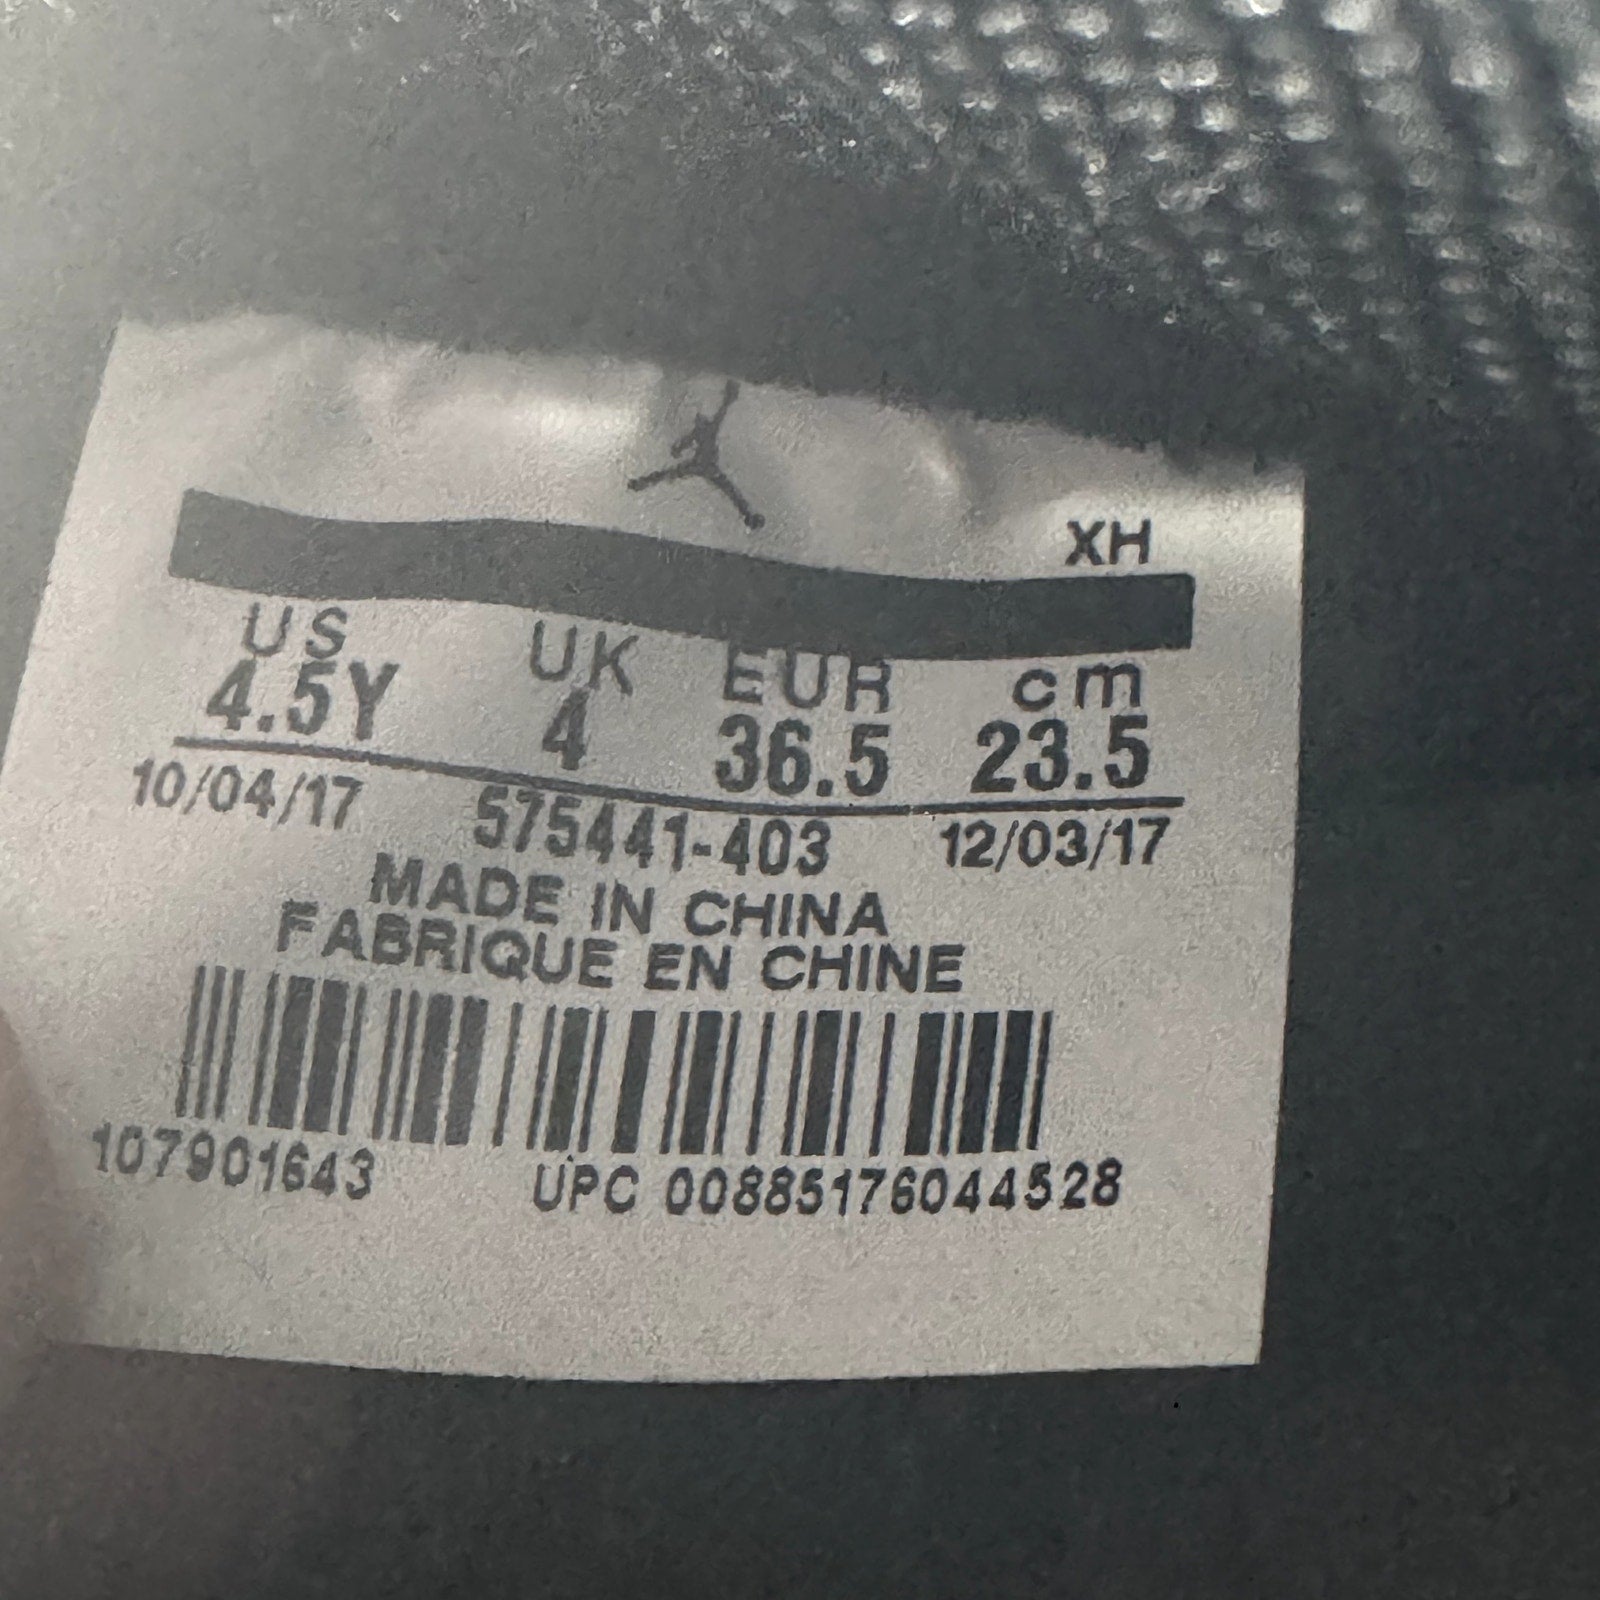 XH
US UK EUR cm
4.5Y 4 36.5 23.5
10/04/17 575441-403 12/03/17
MADE IN CHINA
FABRIQUE EN CHINE
107901643 UPC 00885176044528